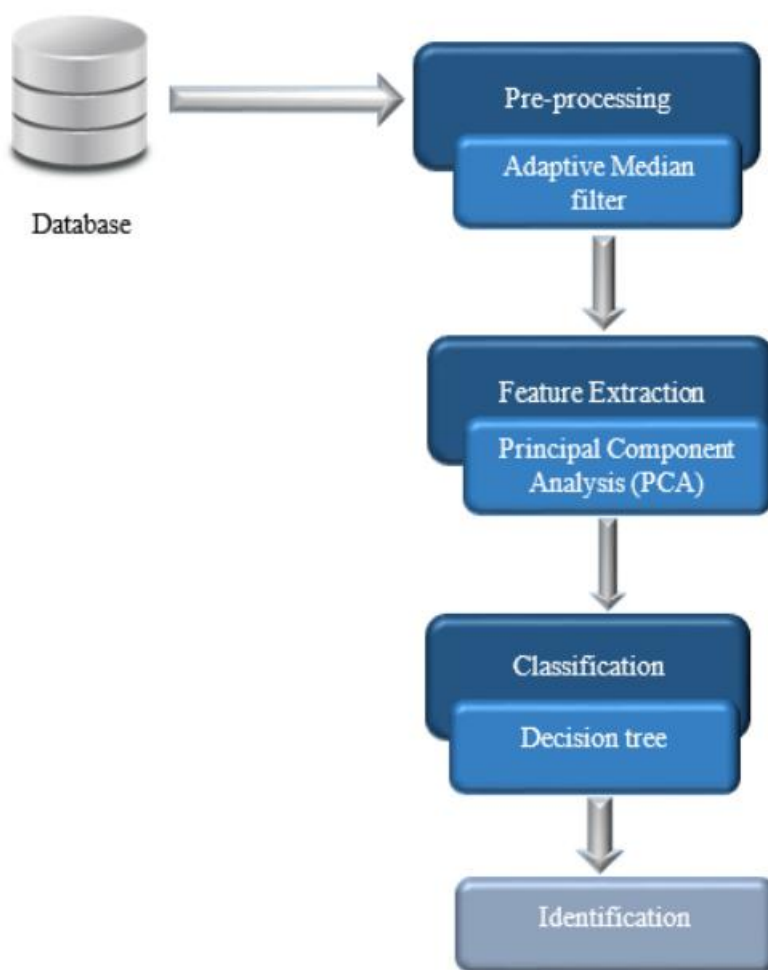 Database
Pre-processing
Adaptive Median
filter
Feature Extraction
Principal Component
Analysis (PCA)
Classification
Decision tree
Identification